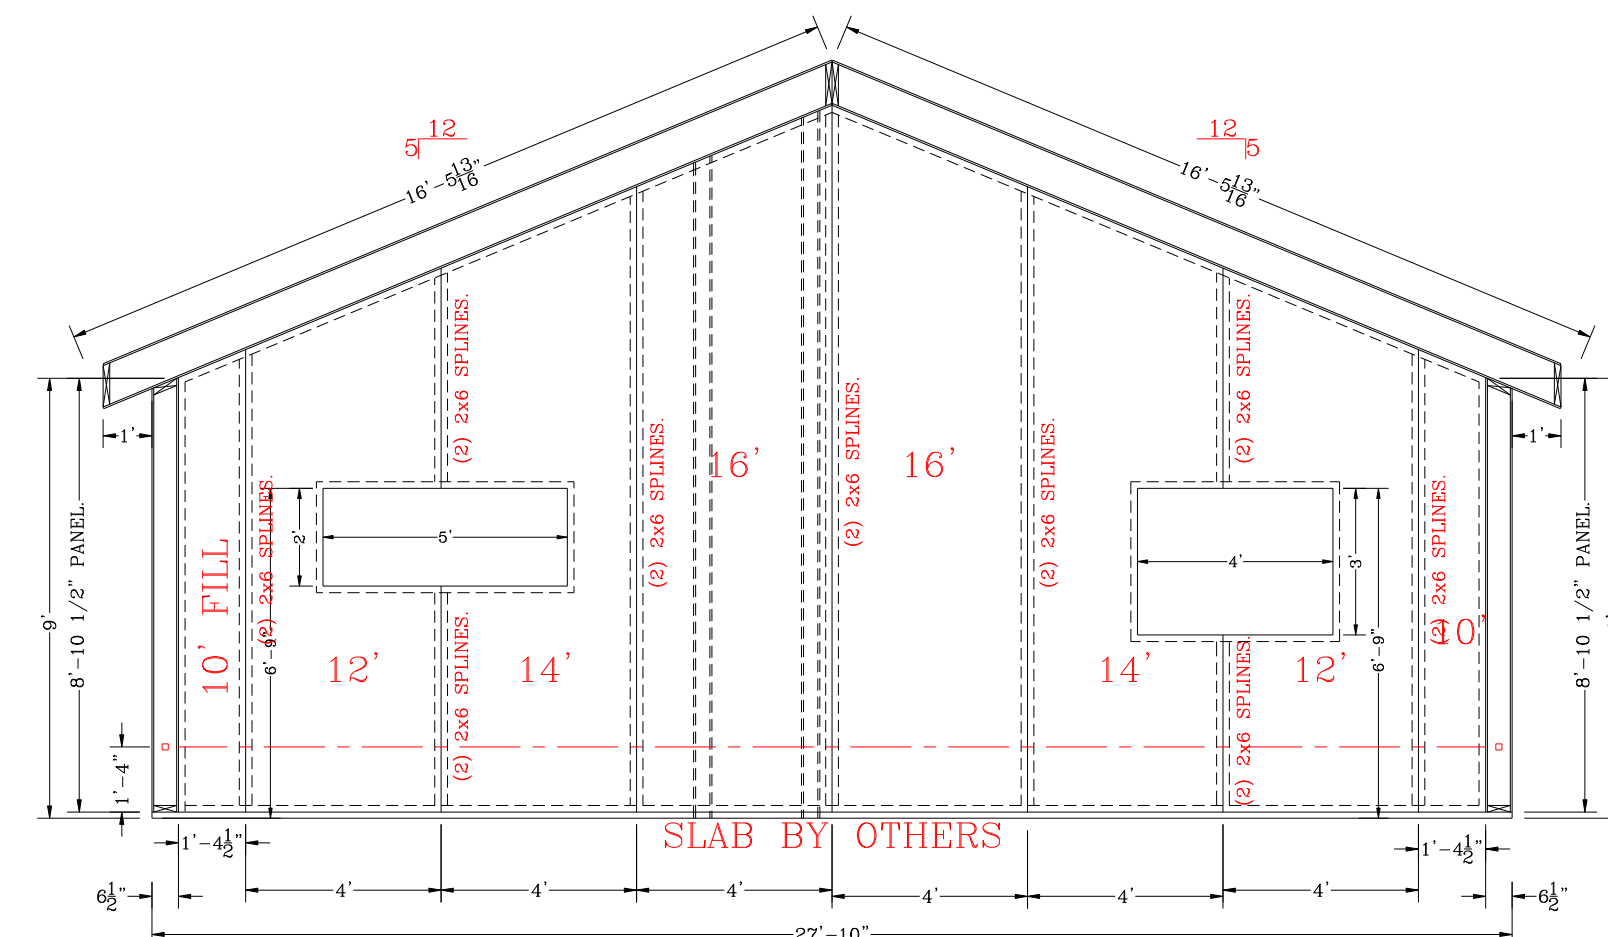 12
5
12
5
16'-5 13/16"
16'-5 13/16"
1'
1'
(2) 2x6 SPLINES.
(2) 2x6 SPLINES.
(2) 2x6 SPLINES.
(2) 2x6 SPLINES.
(2) 2x6 SPLINES.
16'
16'
(2) 2x6 SPLINES.
(2) 2x6 SPLINES.
2'
5'
4'
3'
9'
8'-10 1/2" PANEL.
10' FILL
6'-9"
12'
14'
(2) 2x6 SPLINES.
14'
12'
(2) 2x6 SPLINES.
6'-9"
10'
8'-10 1/2" PANEL.
1'-4"
SLAB BY OTHERS
1'-4 1/2"
1'-4 1/2"
6 1/2"
4'
4'
4'
4'
4'
4'
6 1/2"
27'-10"